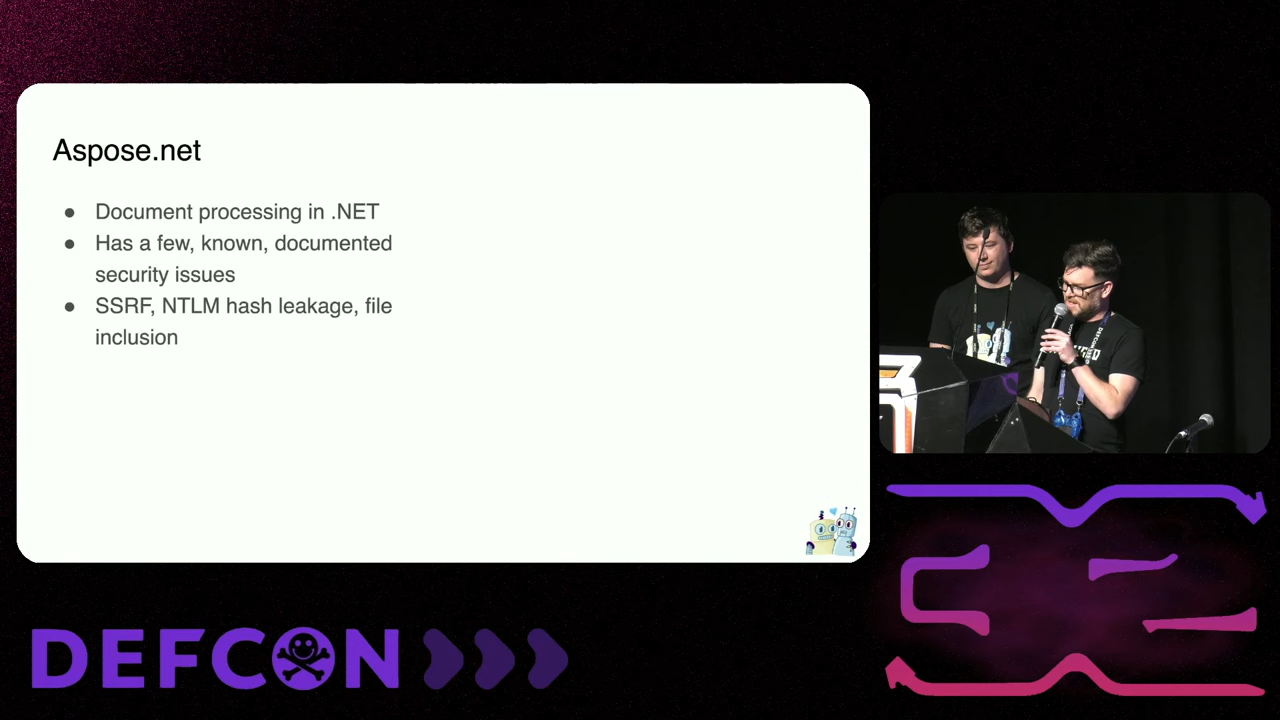 Aspose.net
● Document processing in .NET
● Has a few, known, documented
security issues
● SSRF, NTLM hash leakage, file
inclusion
DEFCON
32